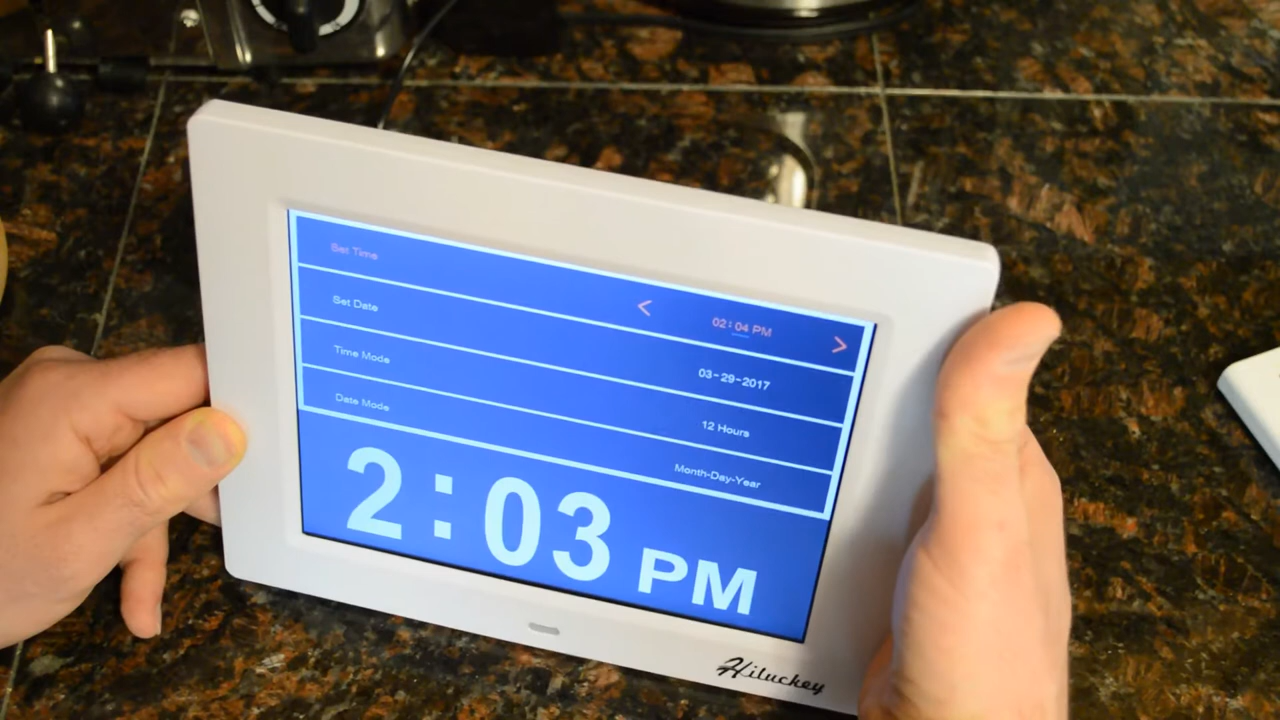 Set Time < 02:04 PM >
Set Date 03-29-2017
Time Mode 12 Hours
Date Mode Month-Day-Year
2:03 PM
Hiluckey